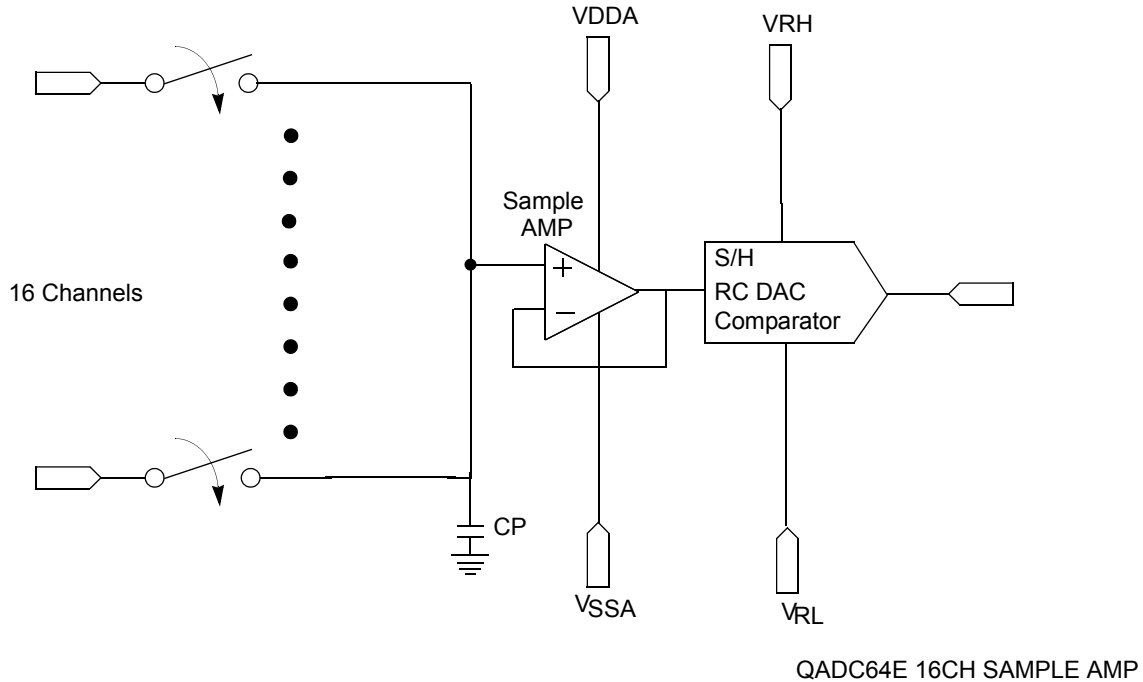 VDDA
VRH
Sample
AMP
+
−
S/H
RC DAC
Comparator
16 Channels
CP
VSSA
VRL
QADC64E 16CH SAMPLE AMP